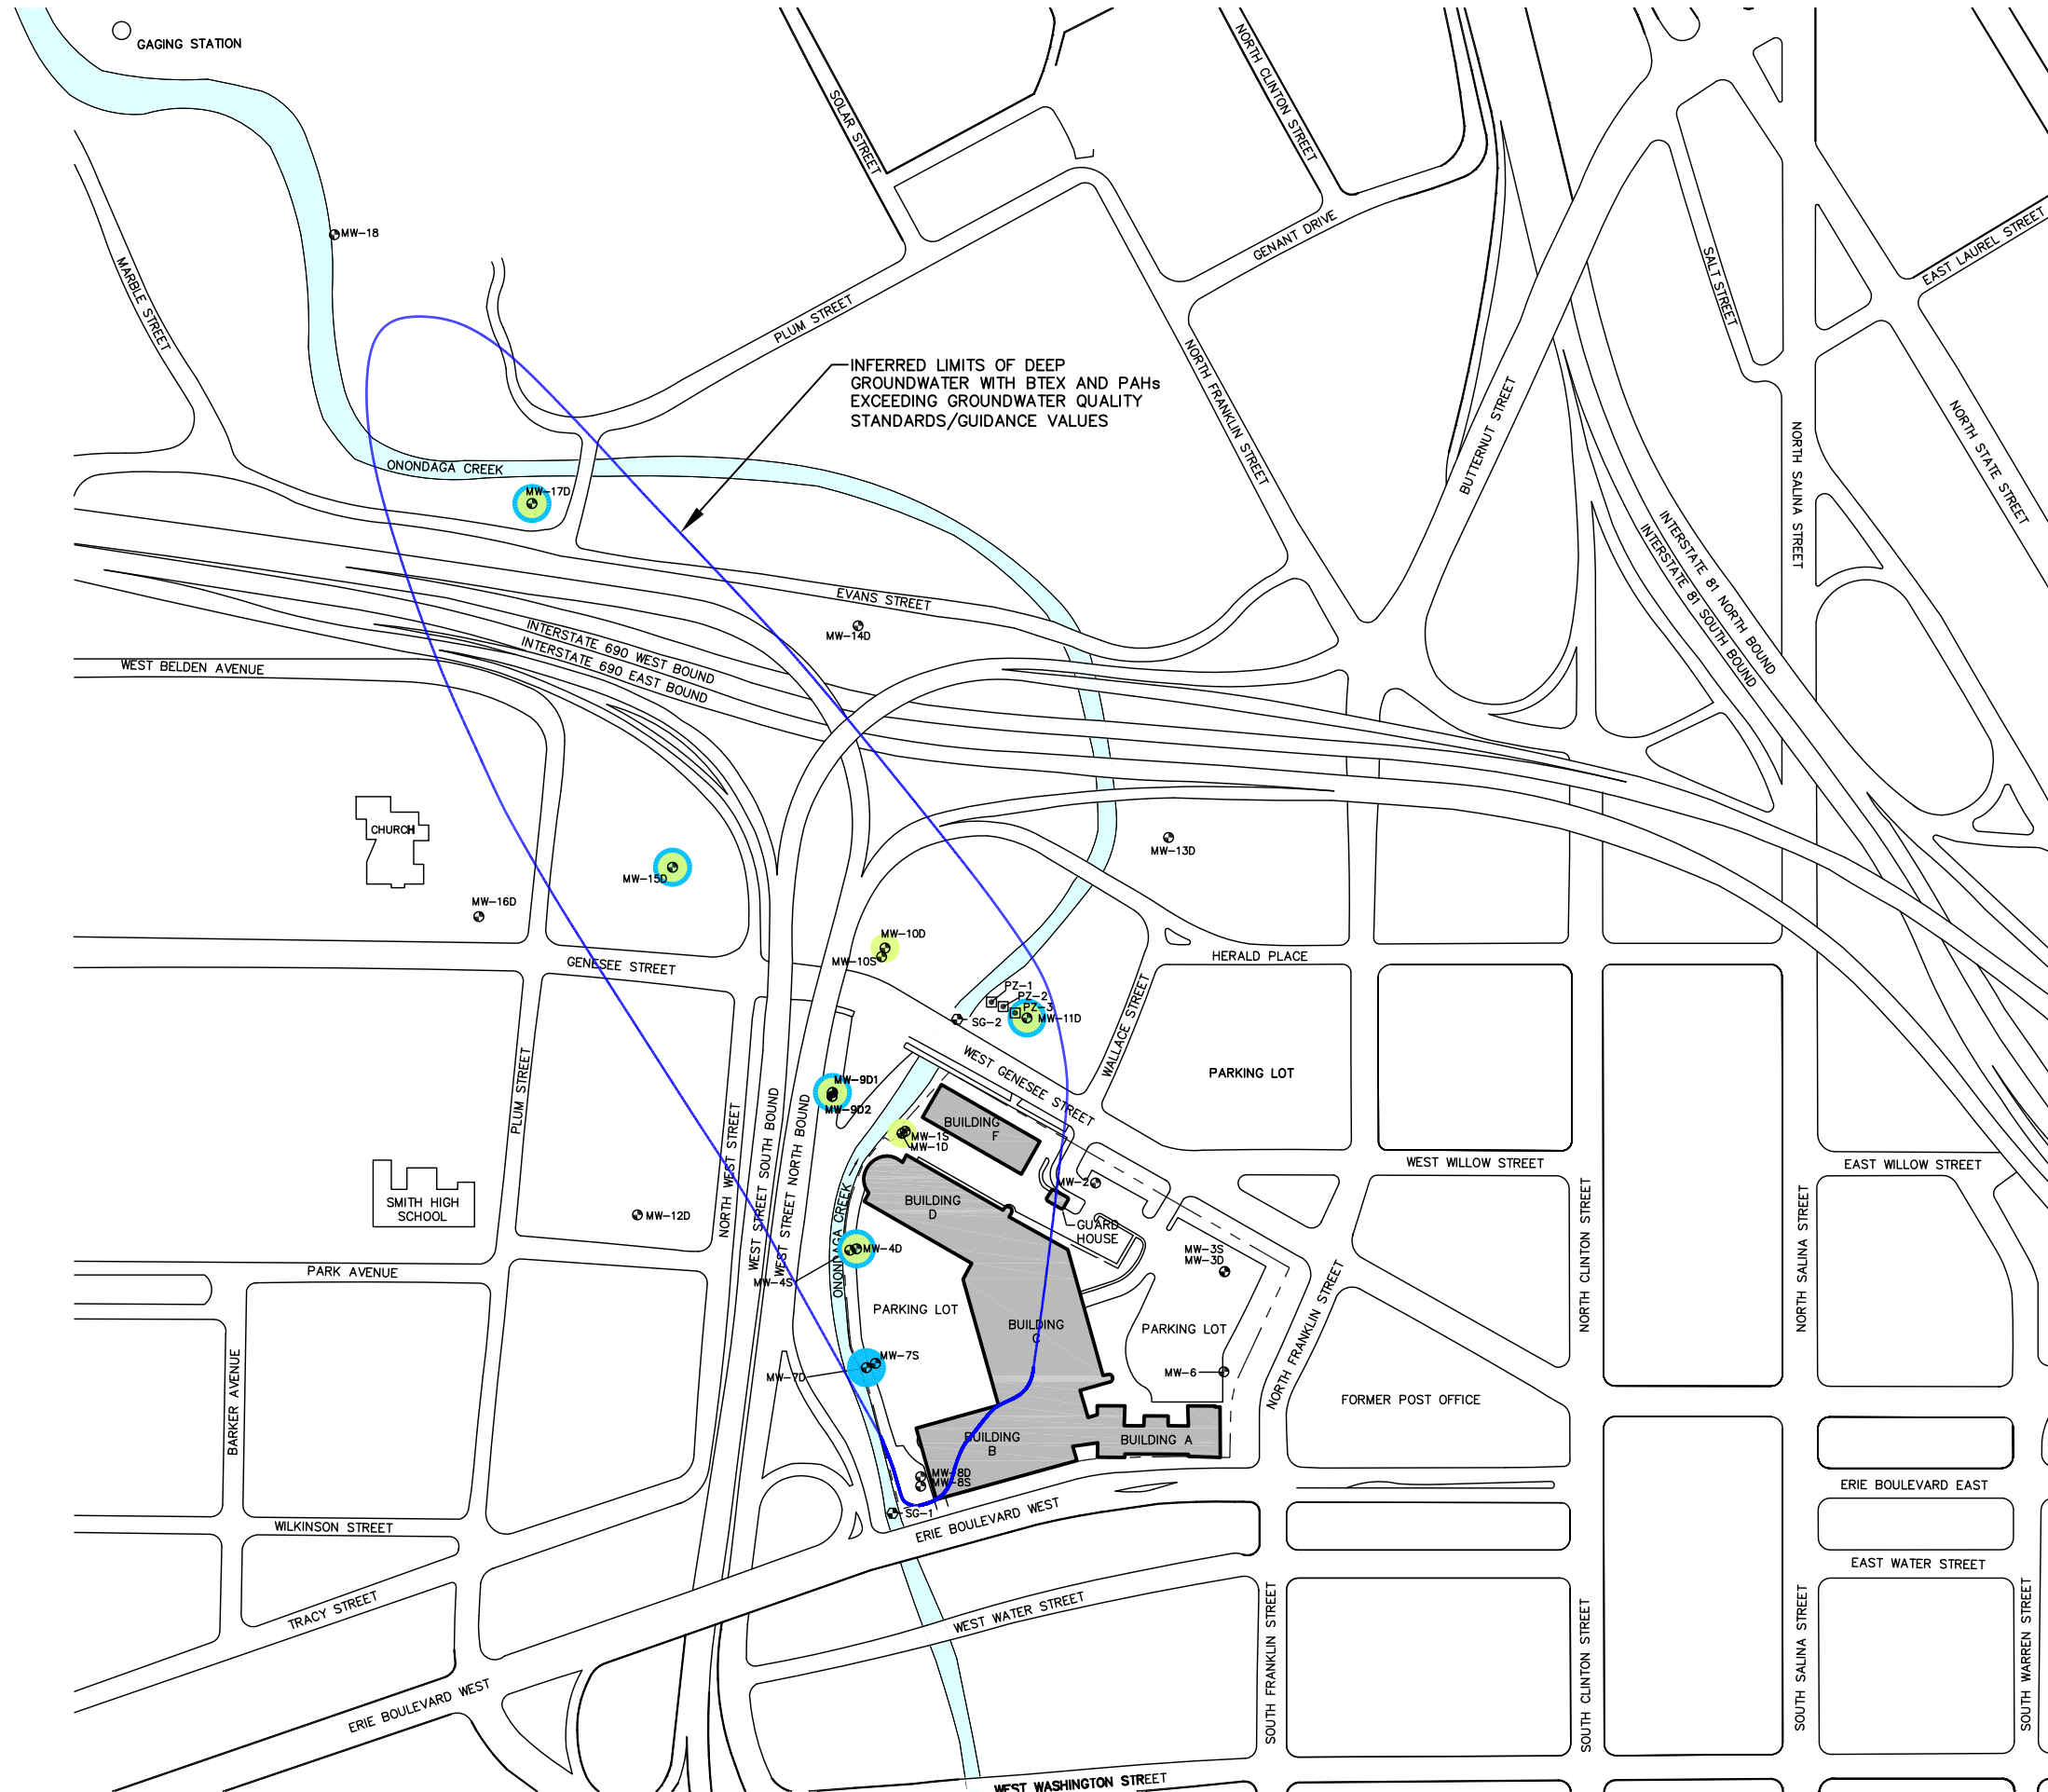 GAGING STATION
SOLAR STREET
NORTH CLINTON STREET
MW-18
MARBLE STREET
PLUM STREET
GENANT DRIVE
SALT STREET
EAST LAUREL STREET
INFERRED LIMITS OF DEEP
GROUNDWATER WITH BTEX AND PAHs
EXCEEDING GROUNDWATER QUALITY
STANDARDS/GUIDANCE VALUES
NORTH FRANKLIN STREET
BUTTERNUT STREET
NORTH SALINA STREET
NORTH STATE STREET
ONONDAGA CREEK
MW-17D
EVANS STREET
MW-14D
INTERSTATE 690 WEST BOUND
INTERSTATE 690 EAST BOUND
INTERSTATE 81 NORTH BOUND
INTERSTATE 81 SOUTH BOUND
WEST BELDEN AVENUE
CHURCH
MW-13D
MW-15D
MW-16D
MW-10D
MW-10S
GENESEE STREET
HERALD PLACE
PZ-1
PZ-2
PZ-3
MW-11D
SG-2
WALLACE STREET
WEST GENESEE STREET
PARKING LOT
MW-9D1
MW-9D2
PLUM STREET
NORTH WEST STREET
WEST STREET SOUTH BOUND
WEST STREET NORTH BOUND
BUILDING
F
MW-1S
MW-1D
WEST WILLOW STREET
EAST WILLOW STREET
SMITH HIGH
SCHOOL
MW-12D
BUILDING
D
MW-2
GUARD
HOUSE
ONONDAGA CREEK
MW-4D
MW-4S
MW-3S
MW-3D
PARK AVENUE
PARKING LOT
BUILDING
C
PARKING LOT
NORTH FRANKLIN STREET
NORTH CLINTON STREET
NORTH SALINA STREET
MW-7S
MW-7D
MW-6
BARKER AVENUE
FORMER POST OFFICE
BUILDING
B
BUILDING A
MW-8D
MW-8S
SG-1
ERIE BOULEVARD WEST
ERIE BOULEVARD EAST
WILKINSON STREET
EAST WATER STREET
TRACY STREET
WEST WATER STREET
SOUTH FRANKLIN STREET
SOUTH CLINTON STREET
SOUTH SALINA STREET
SOUTH WARREN STREET
ERIE BOULEVARD WEST
WEST WASHINGTON STREET